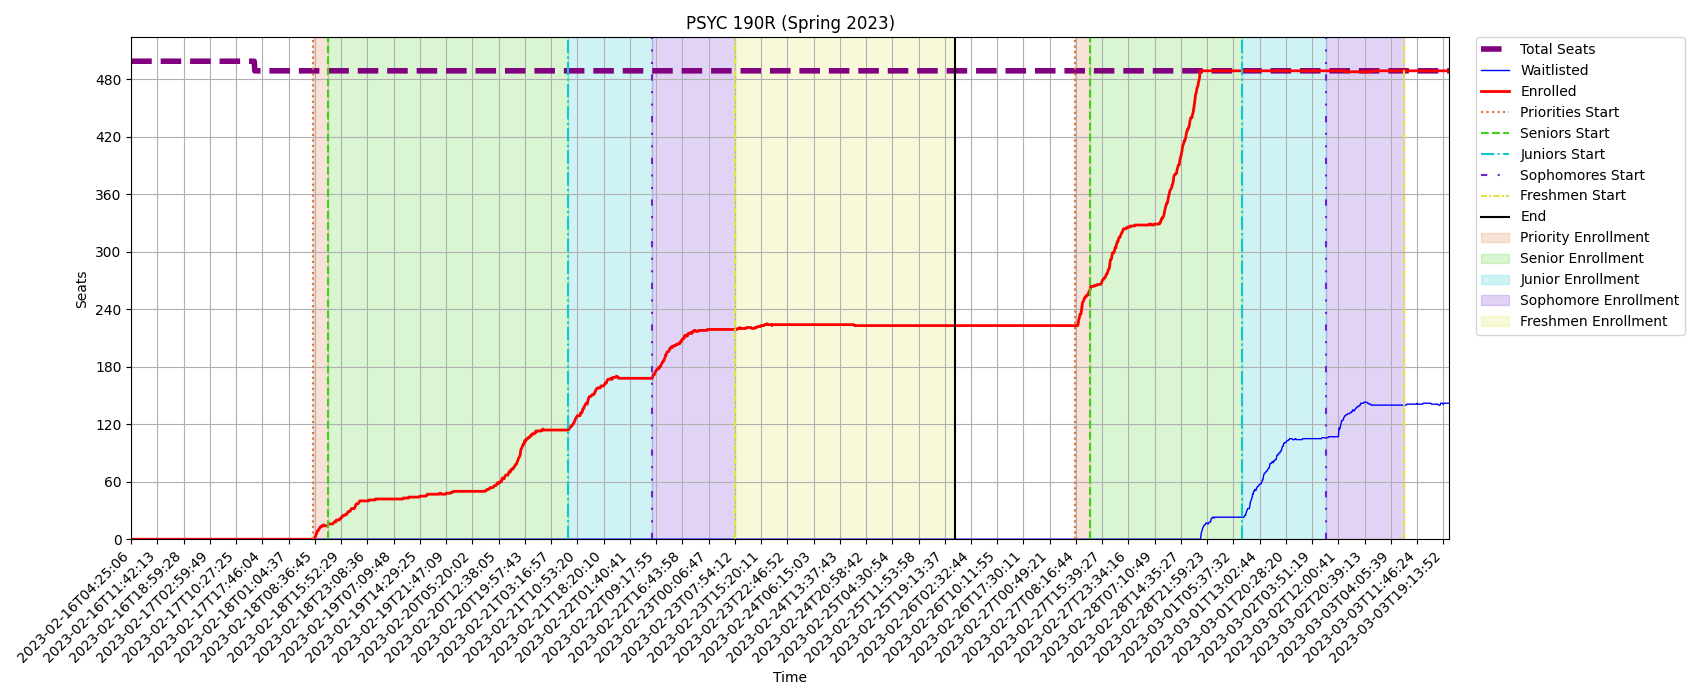 PSYC 190R (Spring 2023)
Seats
480
420
360
300
240
180
120
60
0
2023-02-16T04:25:06
2023-02-16T11:42:13
2023-02-16T18:59:28
2023-02-17T02:59:49
2023-02-17T10:27:25
2023-02-17T17:46:04
2023-02-18T01:04:37
2023-02-18T08:36:45
2023-02-18T15:52:29
2023-02-18T23:08:36
2023-02-19T07:09:48
2023-02-19T14:29:25
2023-02-19T21:47:09
2023-02-20T05:20:02
2023-02-20T12:38:05
2023-02-20T19:57:43
2023-02-21T03:16:57
2023-02-21T10:53:20
2023-02-21T18:20:10
2023-02-22T01:40:41
2023-02-22T09:17:55
2023-02-22T16:43:58
2023-02-23T00:06:47
2023-02-23T07:54:12
2023-02-23T15:20:11
2023-02-23T22:46:52
2023-02-24T06:15:03
2023-02-24T13:37:43
2023-02-24T20:58:42
2023-02-25T04:30:54
2023-02-25T11:53:58
2023-02-25T19:13:37
2023-02-26T02:32:44
2023-02-26T10:11:55
2023-02-26T17:30:11
2023-02-27T00:49:21
2023-02-27T08:16:44
2023-02-27T15:39:27
2023-02-27T23:34:16
2023-02-28T07:10:49
2023-02-28T14:35:27
2023-02-28T21:59:23
2023-03-01T05:37:32
2023-03-01T13:02:44
2023-03-01T20:28:20
2023-03-02T03:51:19
2023-03-02T12:00:41
2023-03-02T20:39:13
2023-03-03T04:05:39
2023-03-03T11:46:24
2023-03-03T19:13:52
Time
Total Seats
Waitlisted
Enrolled
Priorities Start
Seniors Start
Juniors Start
Sophomores Start
Freshmen Start
End
Priority Enrollment
Senior Enrollment
Junior Enrollment
Sophomore Enrollment
Freshmen Enrollment